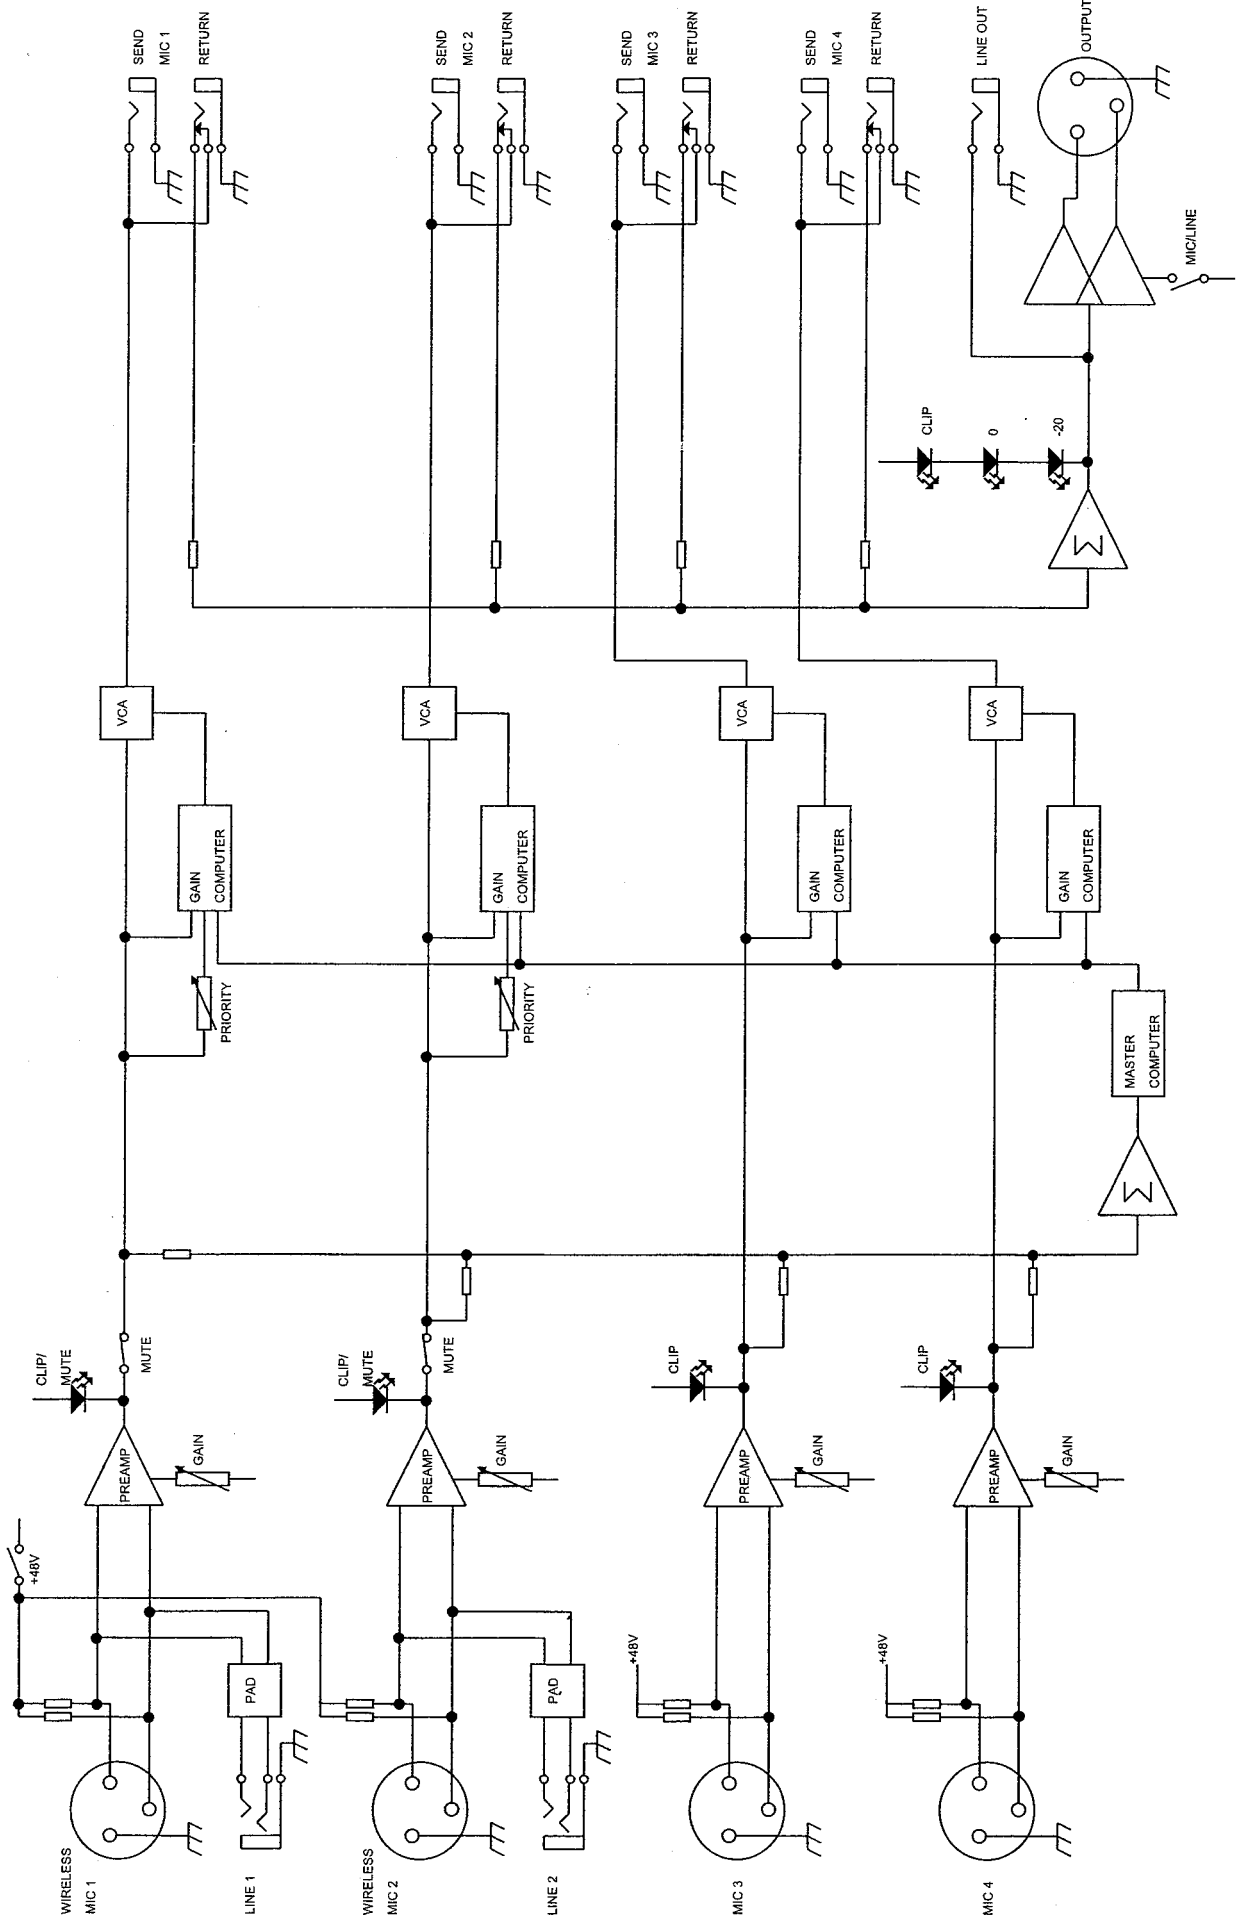 WIRELESS
MIC 1
LINE 1
+48V
PAD
PREAMP
GAIN
CLIP/
MUTE
MUTE
PRIORITY
GAIN
COMPUTER
VCA
SEND
MIC 1
RETURN
WIRELESS
MIC 2
LINE 2
PAD
PREAMP
GAIN
CLIP/
MUTE
MUTE
PRIORITY
GAIN
COMPUTER
VCA
SEND
MIC 2
RETURN
MIC 3
+48V
PREAMP
GAIN
CLIP
GAIN
COMPUTER
VCA
SEND
MIC 3
RETURN
MIC 4
+48V
PREAMP
GAIN
CLIP
GAIN
COMPUTER
VCA
SEND
MIC 4
RETURN
Σ
MASTER
COMPUTER
Σ
CLIP
0
-20
LINE OUT
OUTPUT
MIC/LINE